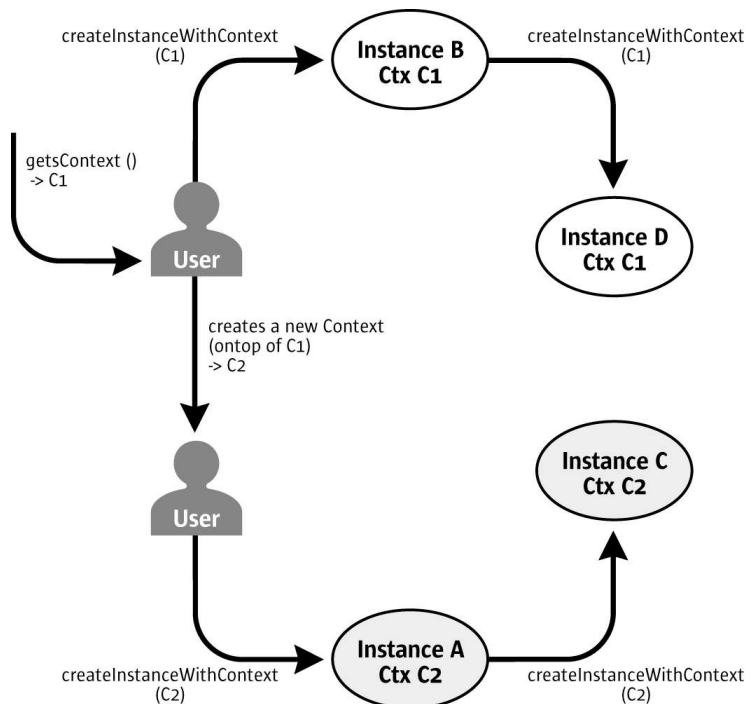 createInstanceWithContext
(C1)
Instance B
Ctx C1
createInstanceWithContext
(C1)
getsContext ()
-> C1
User
Instance D
Ctx C1
creates a new Context
(ontop of C1)
-> C2
User
Instance C
Ctx C2
createInstanceWithContext
(C2)
Instance A
Ctx C2
createInstanceWithContext
(C2)